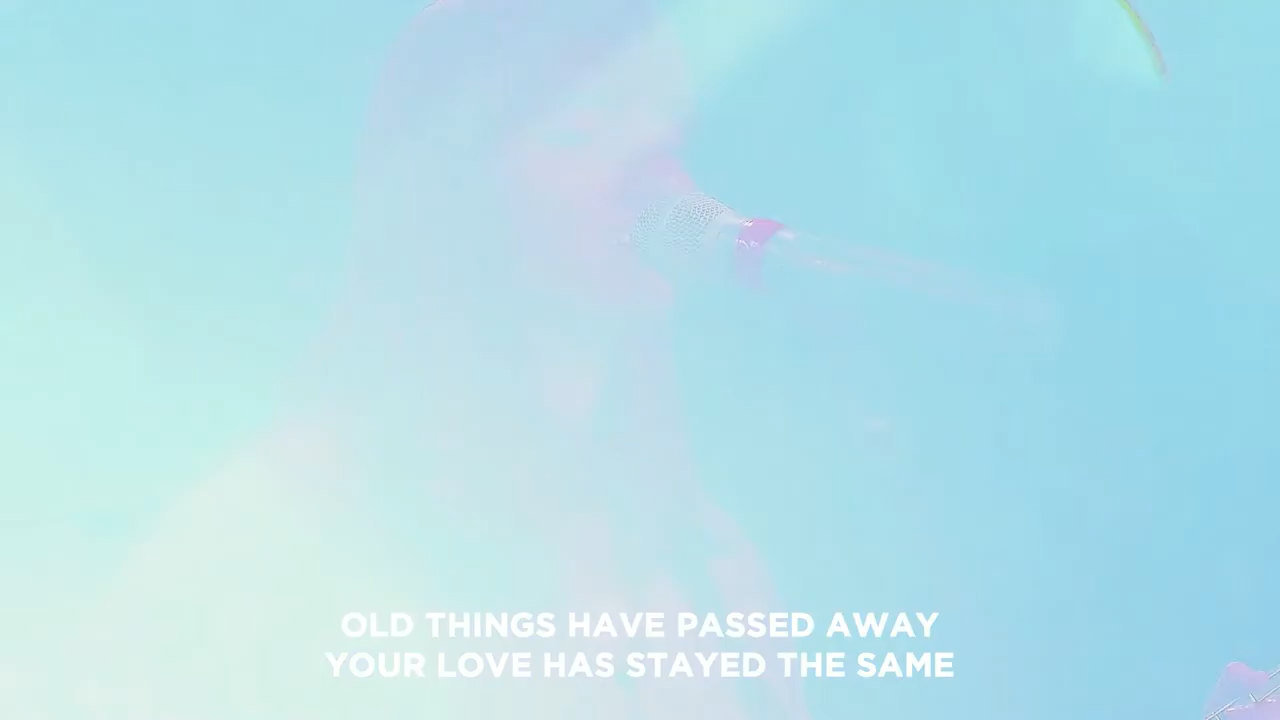 OLD THINGS HAVE PASSED AWAY
YOUR LOVE HAS STAYED THE SAME